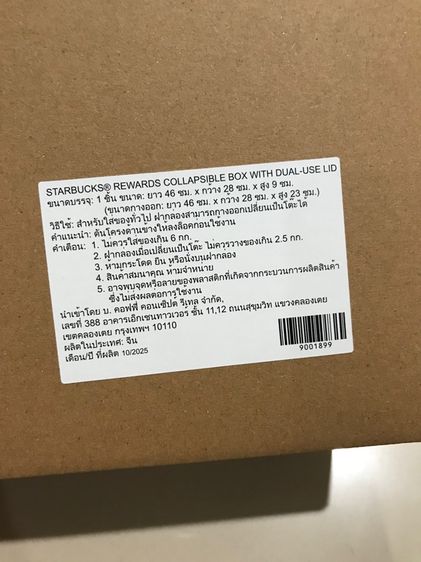 STARBUCKS® REWARDS COLLAPSIBLE BOX WITH DUAL-USE LID
ขนาดบรรจุ: 1 ชิ้น ขนาด: ยาว 46 ซม. x กว้าง 28 ซม. x สูง 9 ซม.
(ขนาดกางออก: ยาว 46 ซม. x กว้าง 28 ซม. x สูง 23 ซม.)
วิธีใช้: สำหรับใส่ของทั่วไป ฝากล่องสามารถกางออกเปลี่ยนเป็นโต๊ะได้
คำแนะนำ: ดันโครงด้านข้างให้ลงล็อคก่อนใช้งาน
คำเตือน: 1. ไม่ควรใส่ของเกิน 6 กก.
2. ฝากล่องเมื่อเปลี่ยนเป็นโต๊ะ ไม่ควรวางของเกิน 2.5 กก.
3. ห้ามกระโดด ยืน หรือนั่งบนฝากล่อง
4. สินค้าสมนาคุณ ห้ามจำหน่าย
5. อาจพบจุดหรือลายของพลาสติกที่เกิดจากกระบวนการผลิตสินค้า
ซึ่งไม่ส่งผลต่อการใช้งาน
นำเข้าโดย บ. คอฟฟี่ คอนเซ็ปต์ รีเทล จำกัด,
เลขที่ 388 อาคารเอ็กเชนทาวเวอร์ ชั้น 11,12 ถนนสุขุมวิท แขวงคลองเตย
เขตคลองเตย กรุงเทพฯ 10110
ผลิตในประเทศ: จีน
เดือน/ปี ที่ผลิต 10/2025
9001899